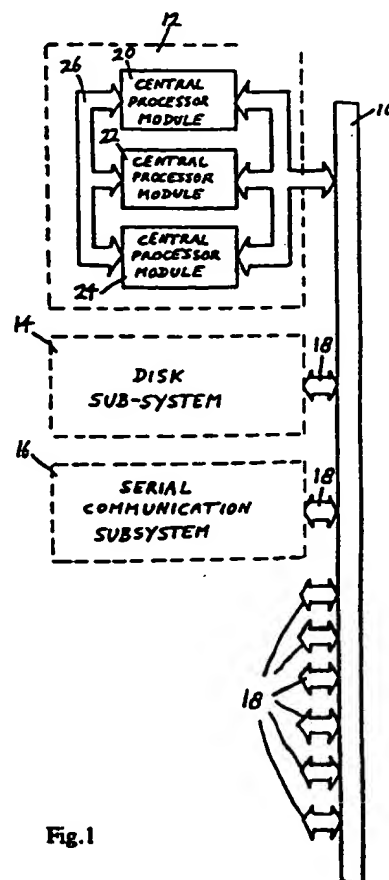 12
20
26
CENTRAL
PROCESSOR
MODULE
10
22
CENTRAL
PROCESSOR
MODULE
CENTRAL
PROCESSOR
MODULE
24
14
DISK
SUB-SYSTEM
18
16
SERIAL
COMMUNICATION
SUBSYSTEM
18
18
Fig.1